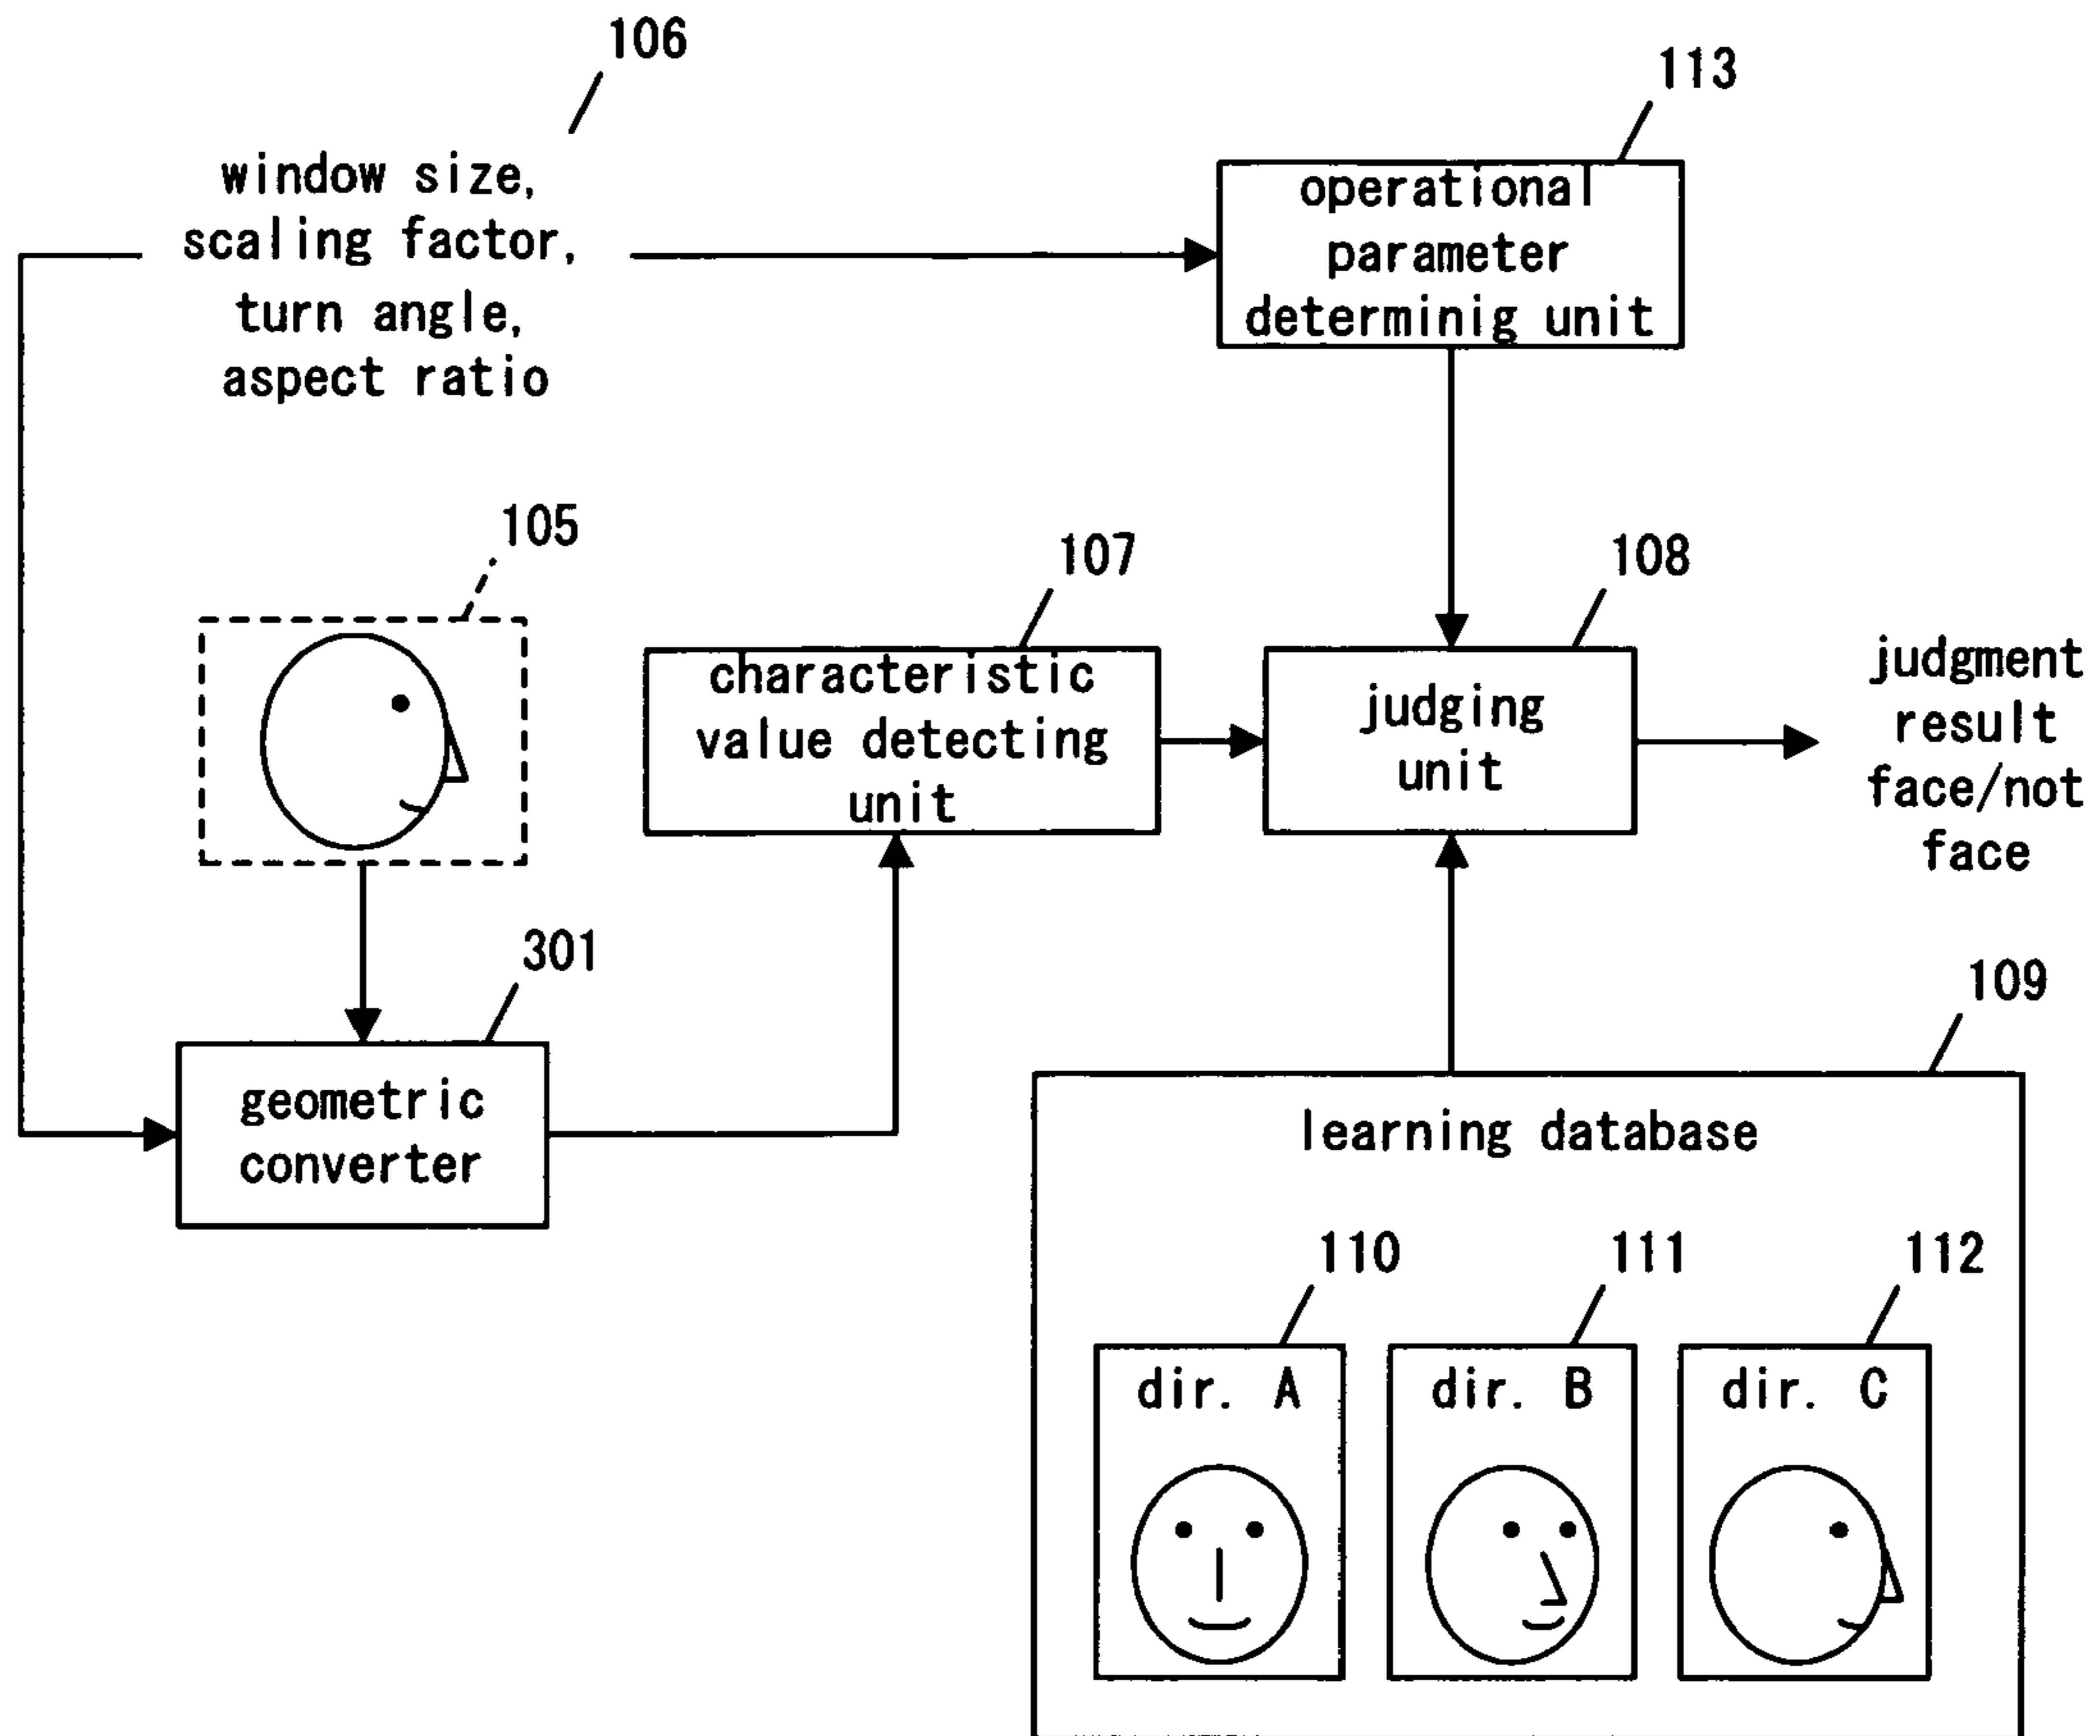 106
window size,
scaling factor,
turn angle,
aspect ratio
113
operational
parameter
determinig unit
105
107
characteristic
value detecting
unit
108
judging
unit
judgment
result
face/not
face
301
geometric
converter
109
learning database
110
dir. A
111
dir. B
112
dir. C